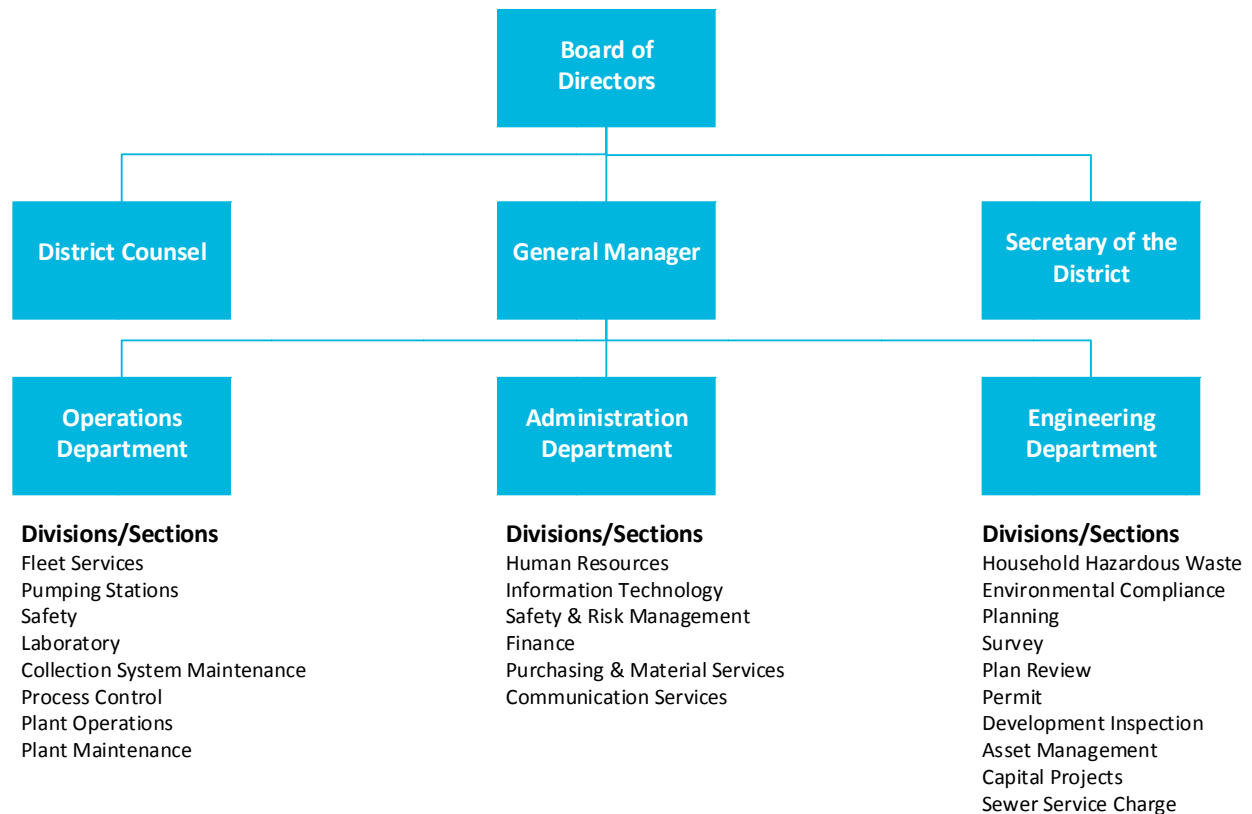 Board of
Directors
District Counsel
General Manager
Secretary of the
District
Operations
Department
Administration
Department
Engineering
Department
Divisions/Sections
Fleet Services
Pumping Stations
Safety
Laboratory
Collection System Maintenance
Process Control
Plant Operations
Plant Maintenance
Divisions/Sections
Human Resources
Information Technology
Safety & Risk Management
Finance
Purchasing & Material Services
Communication Services
Divisions/Sections
Household Hazardous Waste
Environmental Compliance
Planning
Survey
Plan Review
Permit
Development Inspection
Asset Management
Capital Projects
Sewer Service Charge